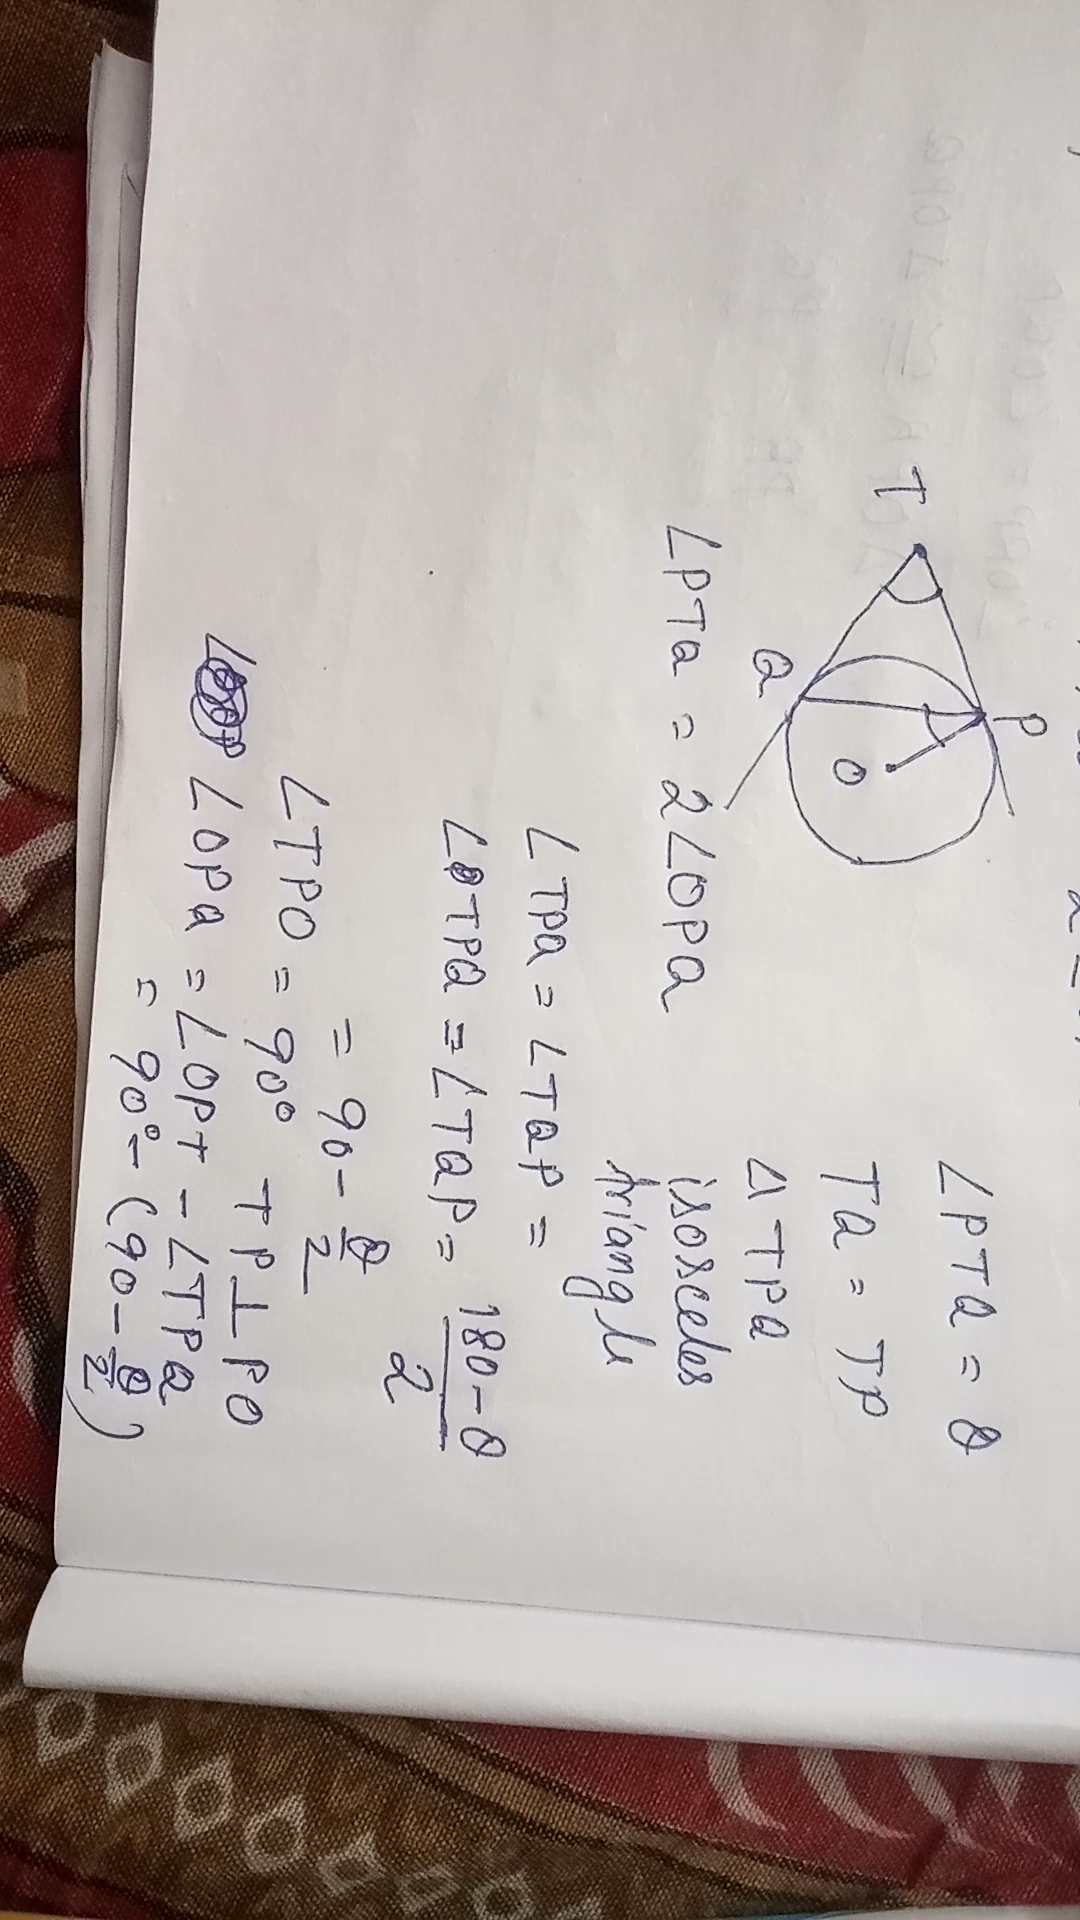 T
P
Q
O
∠PTQ = θ
TQ = TP
∠PTQ = 2∠OPQ
Δ TPQ
isosceles
triangle
∠TPQ = ∠TQP =
∠TPQ = ∠TQP = 180-θ/2
= 90 - θ/2
∠TPO = 90° TP ⊥ PO
∠OPQ = ∠OPT - ∠TPQ
= 90° - (90 - θ/2)